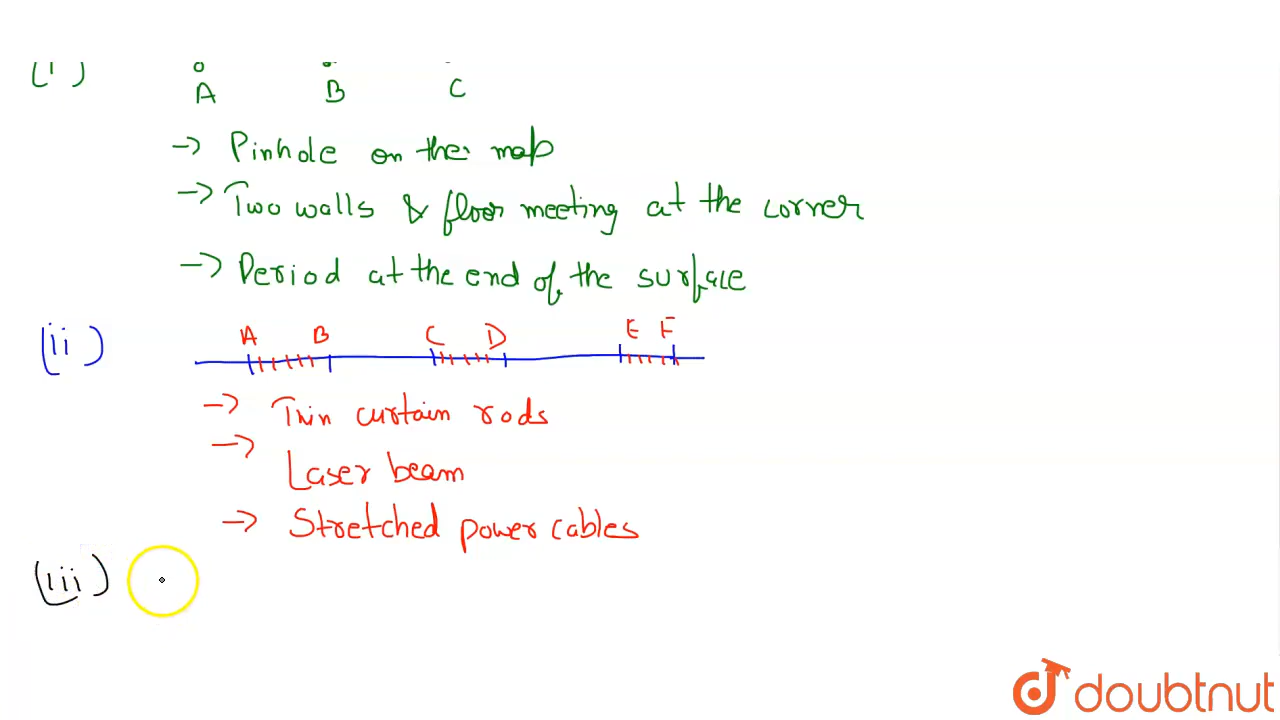 (i)
A B C
→ Pinhole on the map
→ Two walls & floor meeting at the corner
→ Period at the end of the surface
(ii) A B C D E F
→ Thin curtain rods
→ Laser beam
→ Stretched power cables
(iii)
doubtnut